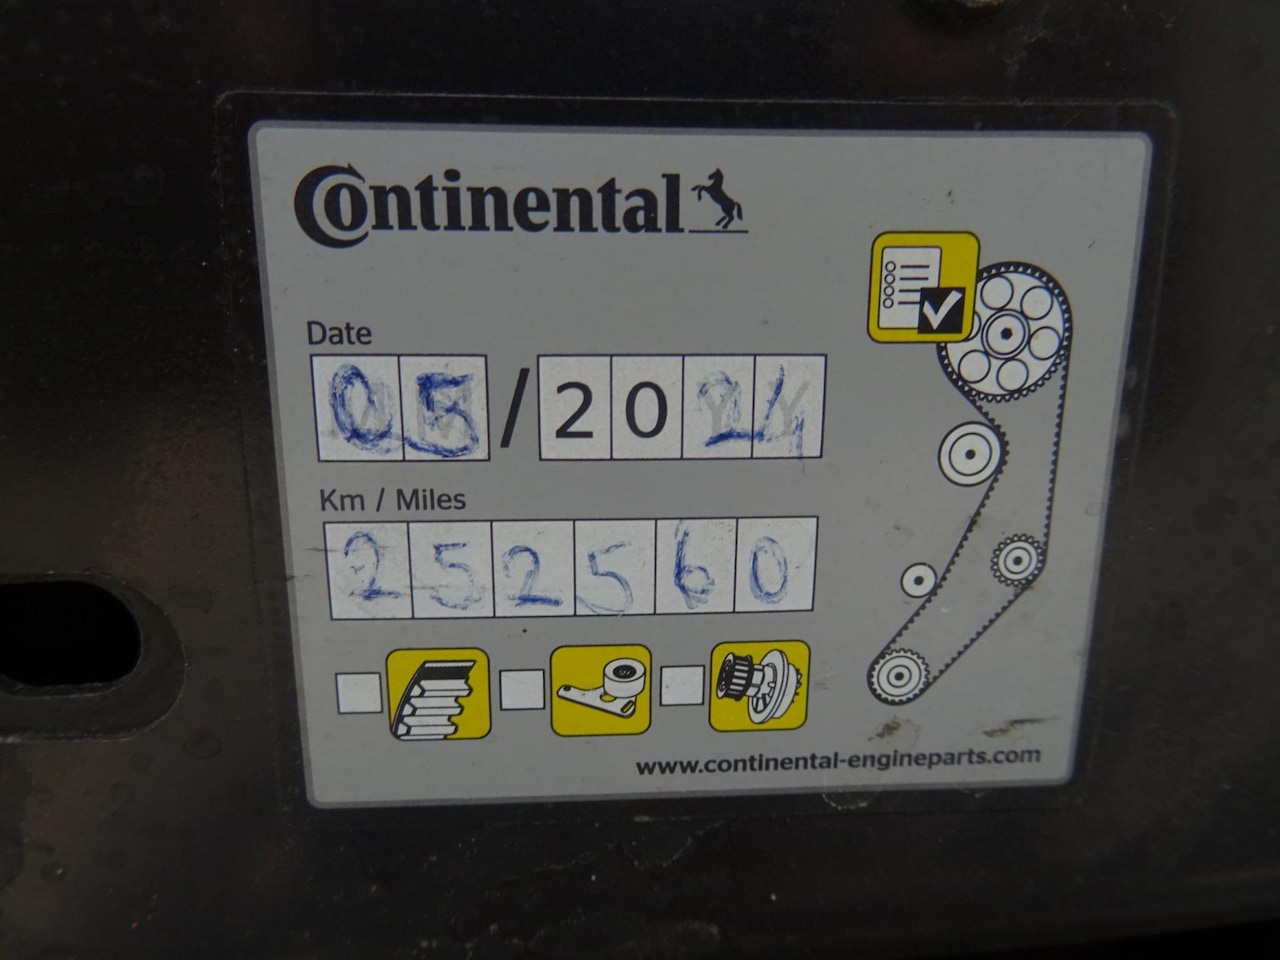 Continental
Date
05/2024
Km / Miles
252560
www.continental-engineparts.com